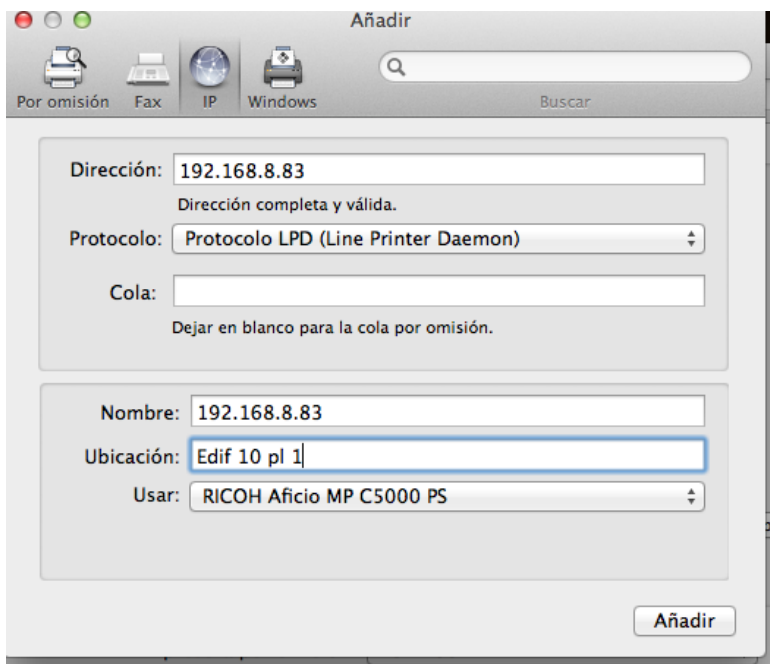 Añadir
Por omisión Fax IP Windows Buscar
Dirección: 192.168.8.83
Dirección completa y válida.
Protocolo: Protocolo LPD (Line Printer Daemon)
Cola:
Dejar en blanco para la cola por omisión.
Nombre: 192.168.8.83
Ubicación: Edif 10 pl 1
Usar: RICOH Aficio MP C5000 PS
Añadir